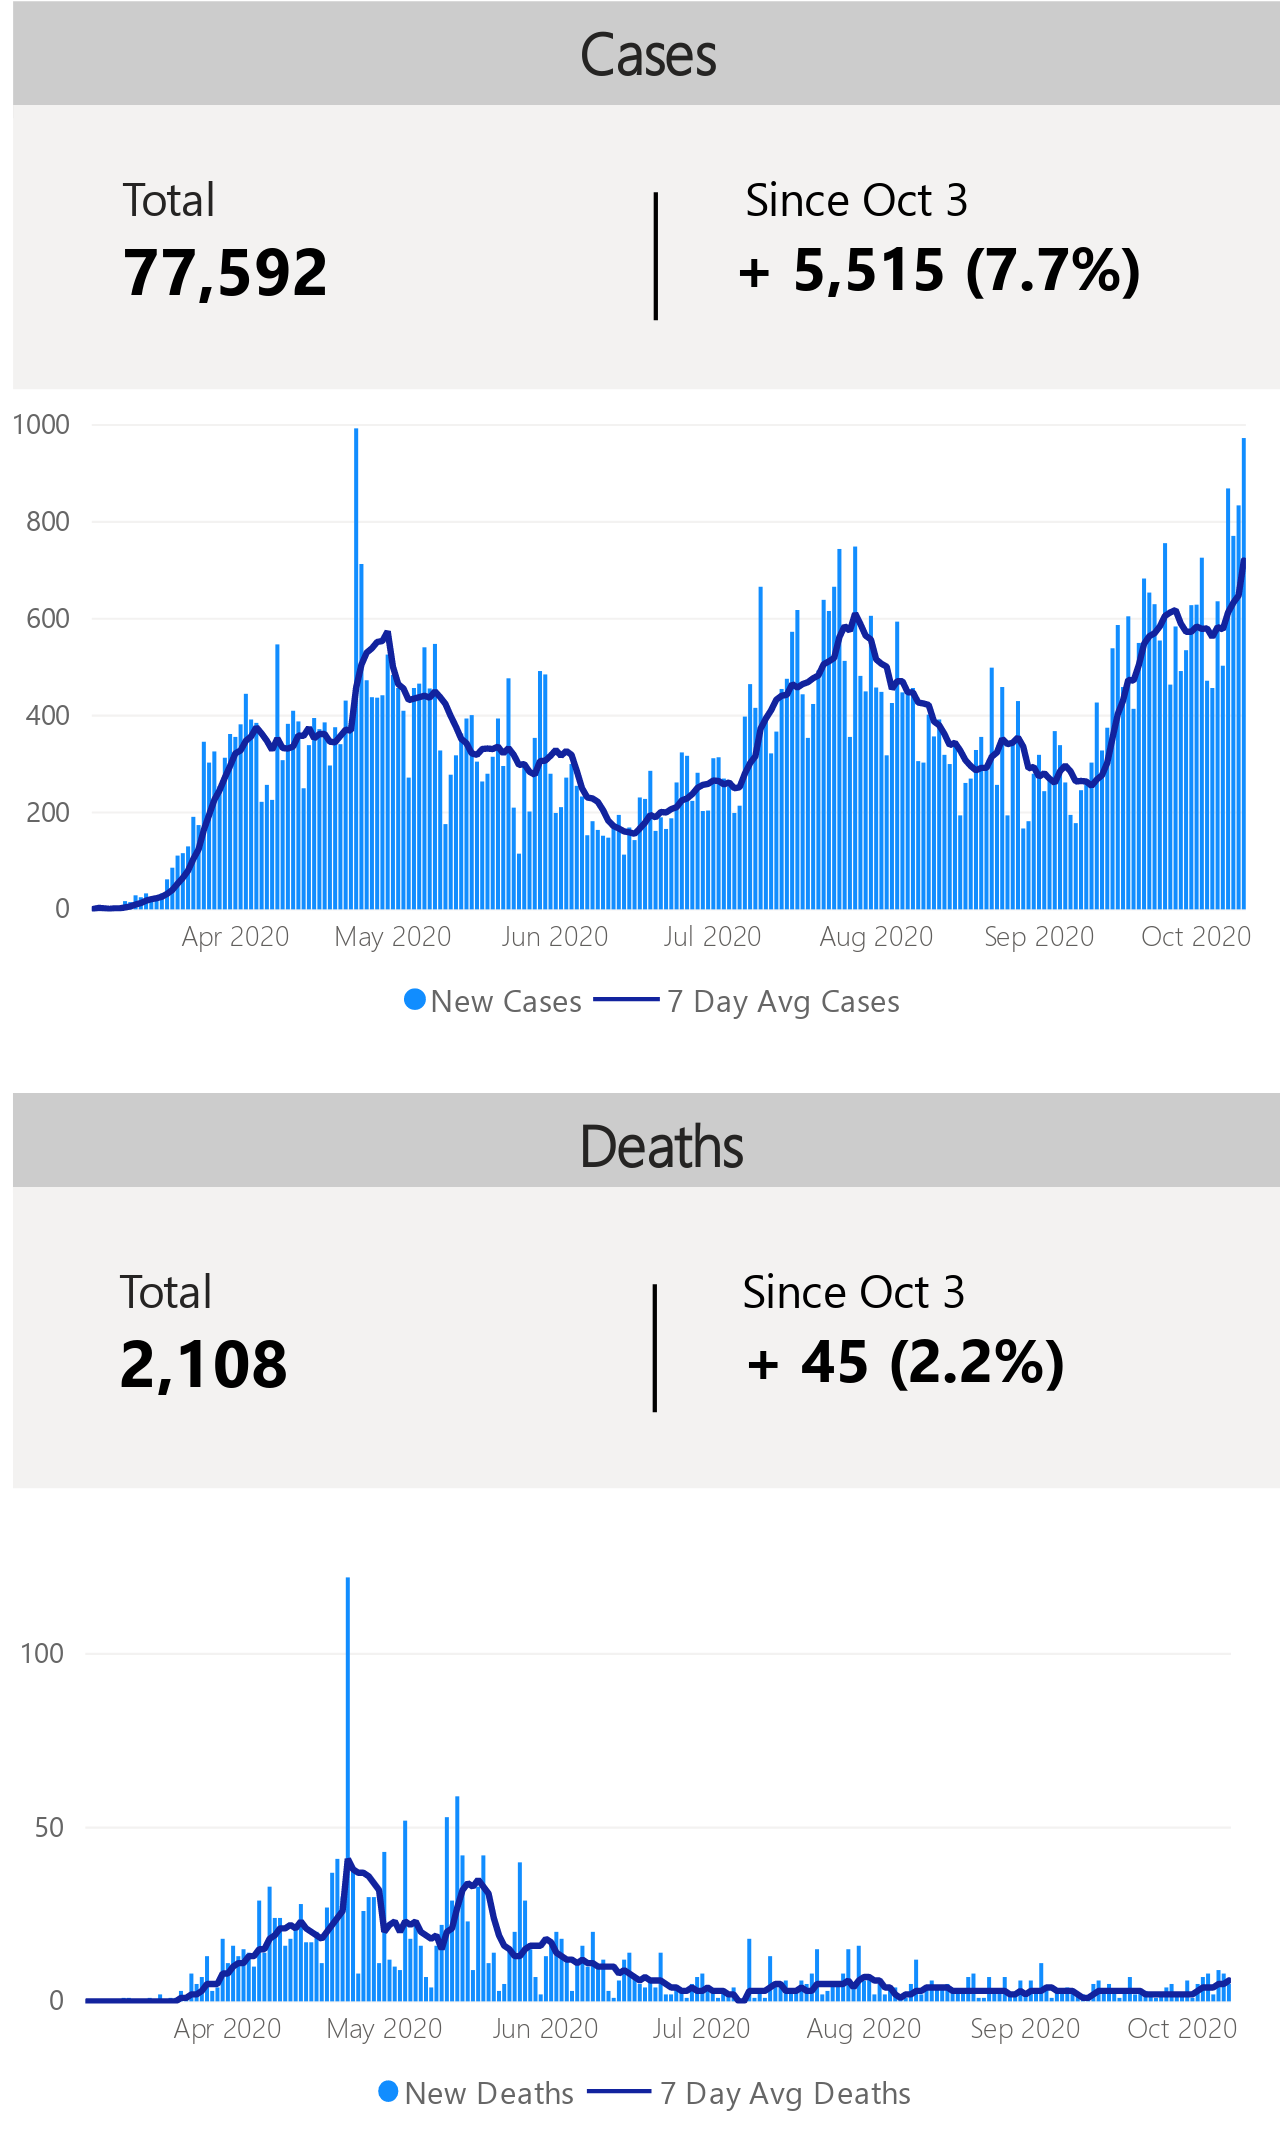 Cases
Total
Since Oct 3
77,592
+ 5,515 (7.7%)
1000
800
600
400
200
0
Apr 2020 May 2020 Jun 2020 Jul 2020 Aug 2020 Sep 2020 Oct 2020
New Cases 7 Day Avg Cases
Deaths
Total
Since Oct 3
2,108
+ 45 (2.2%)
100
50
0
Apr 2020 May 2020 Jun 2020 Jul 2020 Aug 2020 Sep 2020 Oct 2020
New Deaths 7 Day Avg Deaths